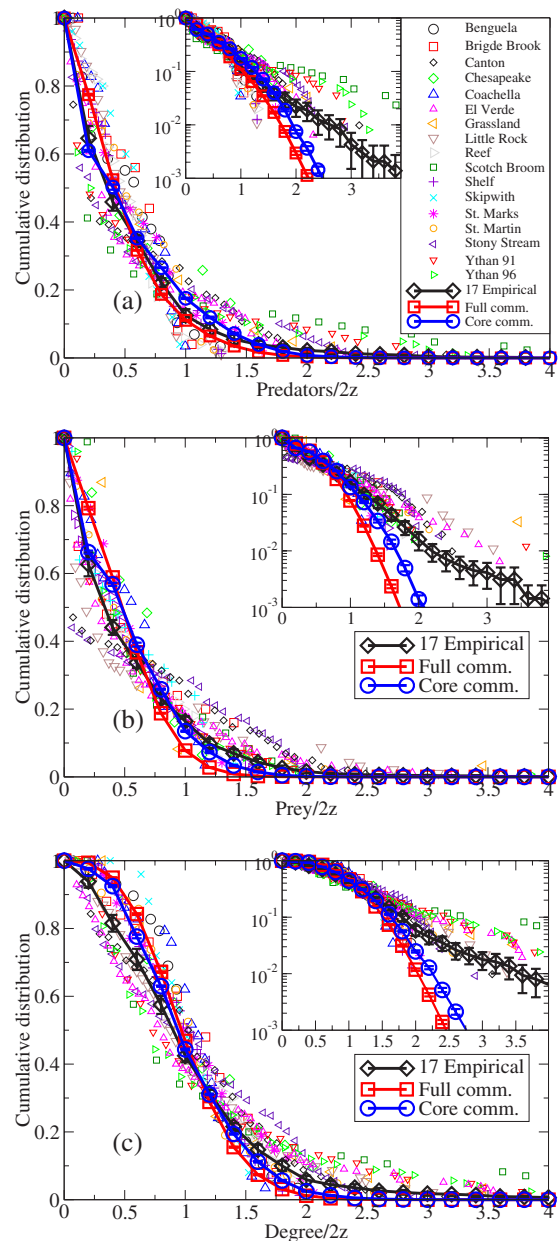 1
0.8
0.6
0.4
0.2
0
Cumulative distribution
0 0.5 1 1.5 2 2.5 3 3.5 4
Predators/2z
(a)
10^0
10^-1
10^-2
10^-3
0 1 2 3
Benguela
Brigde Brook
Canton
Chesapeake
Coachella
El Verde
Grassland
Little Rock
Reef
Scotch Broom
Shelf
Skipwith
St. Marks
St. Martin
Stony Stream
Ythan 91
Ythan 96
17 Empirical
Full comm.
Core comm.
1
0.8
0.6
0.4
0.2
0
Cumulative distribution
0 0.5 1 1.5 2 2.5 3 3.5 4
Prey/2z
(b)
10^0
10^-1
10^-2
10^-3
0 1 2 3
17 Empirical
Full comm.
Core comm.
1
0.8
0.6
0.4
0.2
0
Cumulative distribution
0 0.5 1 1.5 2 2.5 3 3.5 4
Degree/2z
(c)
10^0
10^-1
10^-2
10^-3
0 0.5 1 1.5 2 2.5 3 3.5
17 Empirical
Full comm.
Core comm.